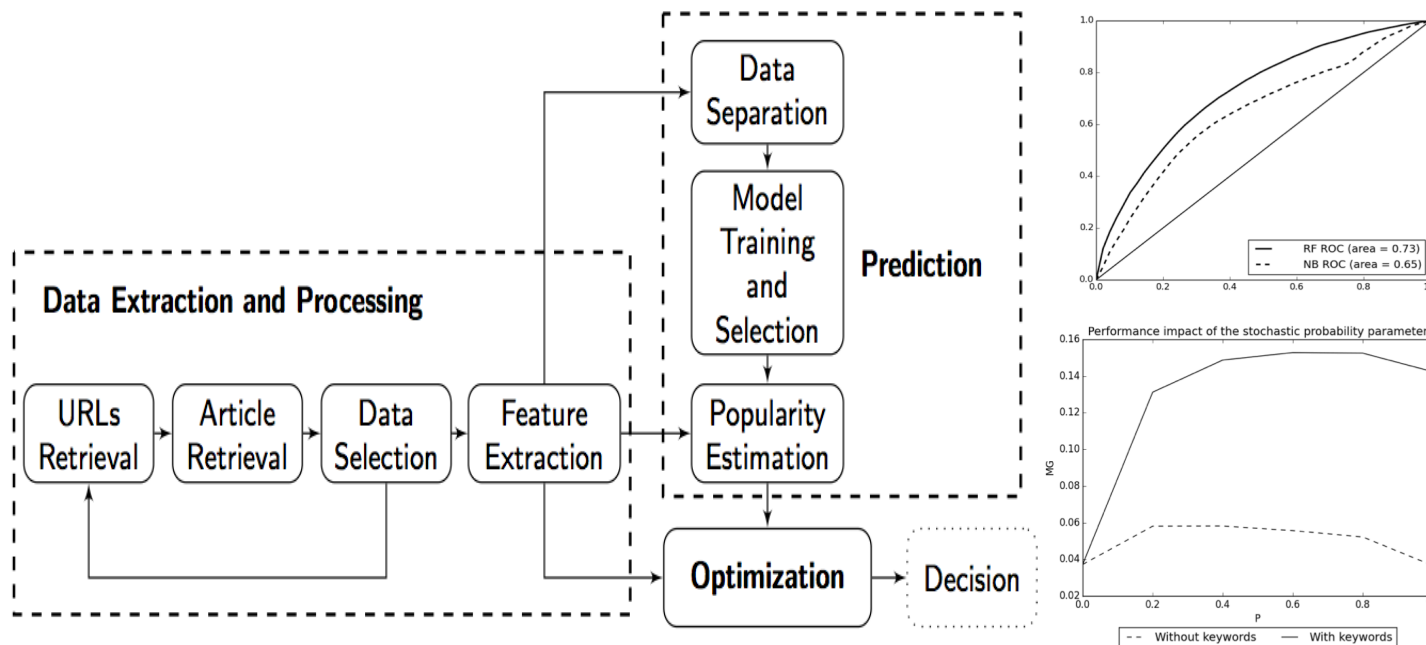 Data
Separation
Model
Training
and
Selection
Prediction
Data Extraction and Processing
URLs
Retrieval
Article
Retrieval
Data
Selection
Feature
Extraction
Popularity
Estimation
Optimization
Decision
1.0
0.8
0.6
0.4
0.2
0.0
0.0
0.2
0.4
0.6
0.8
RF ROC (area = 0.73)
NB ROC (area = 0.65)
Performance impact of the stochastic probability parameter
0.16
0.14
0.12
0.10
0.08
0.06
0.04
0.02
MG
0.0
0.2
0.4
0.6
0.8
P
Without keywords
With keywords